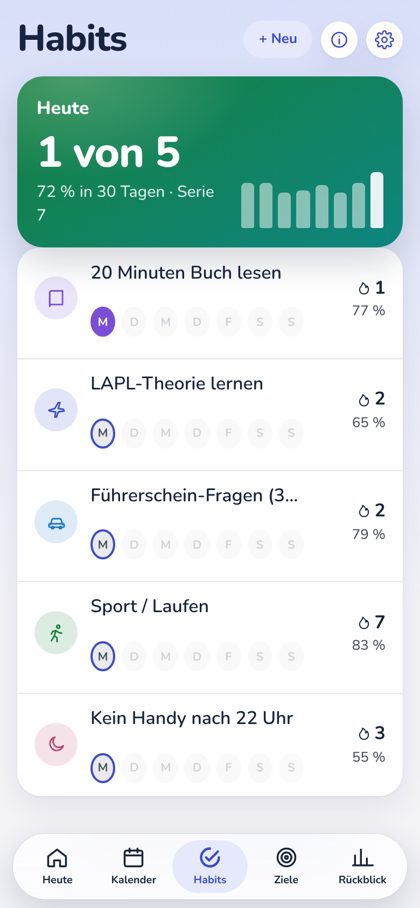 Habits
+ Neu
Heute
1 von 5
72 % in 30 Tagen · Serie
7
20 Minuten Buch lesen
1
M D M D F S S
77 %
LAPL-Theorie lernen
2
M D M D F S S
65 %
Führerschein-Fragen (3...
2
M D M D F S S
79 %
Sport / Laufen
7
M D M D F S S
83 %
Kein Handy nach 22 Uhr
3
M D M D F S S
55 %
Heute Kalender Habits Ziele Rückblick